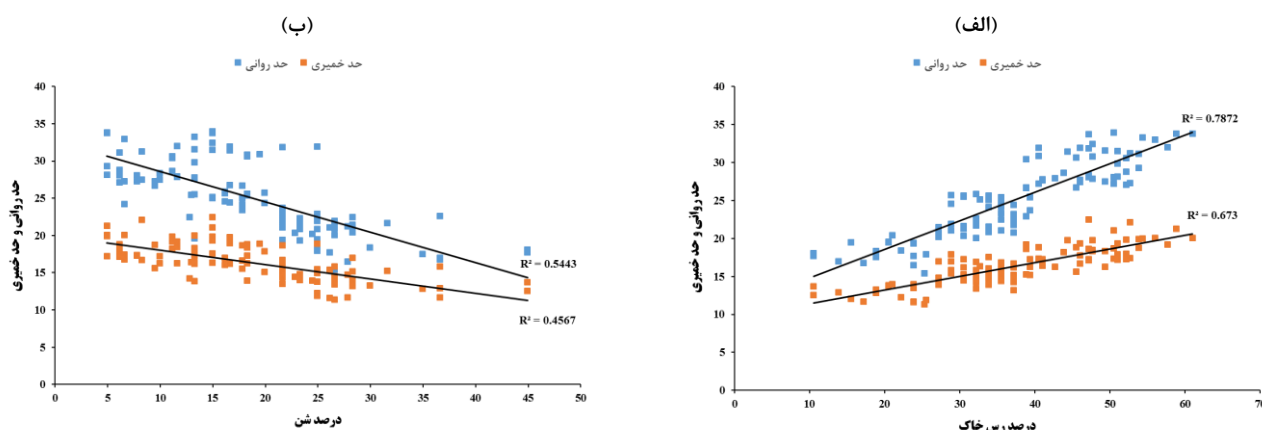 (الف)
حد روانی حد خمیری
حد روانی و حد خمیری
40
35
30
25
20
15
10
5
0
R² = 0.7872
R² = 0.673
0 10 20 30 40 50 60 70
درصد رس خاک
(ب)
حد روانی حد خمیری
حد روانی و حد خمیری
40
35
30
25
20
15
10
5
0
R² = 0.5443
R² = 0.4567
0 5 10 15 20 25 30 35 40 45 50
درصد شن